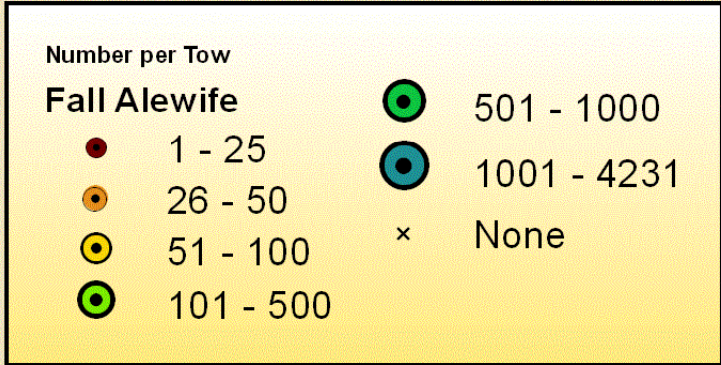 Number per Tow
Fall Alewife
1 - 25
26 - 50
51 - 100
101 - 500
501 - 1000
1001 - 4231
× None